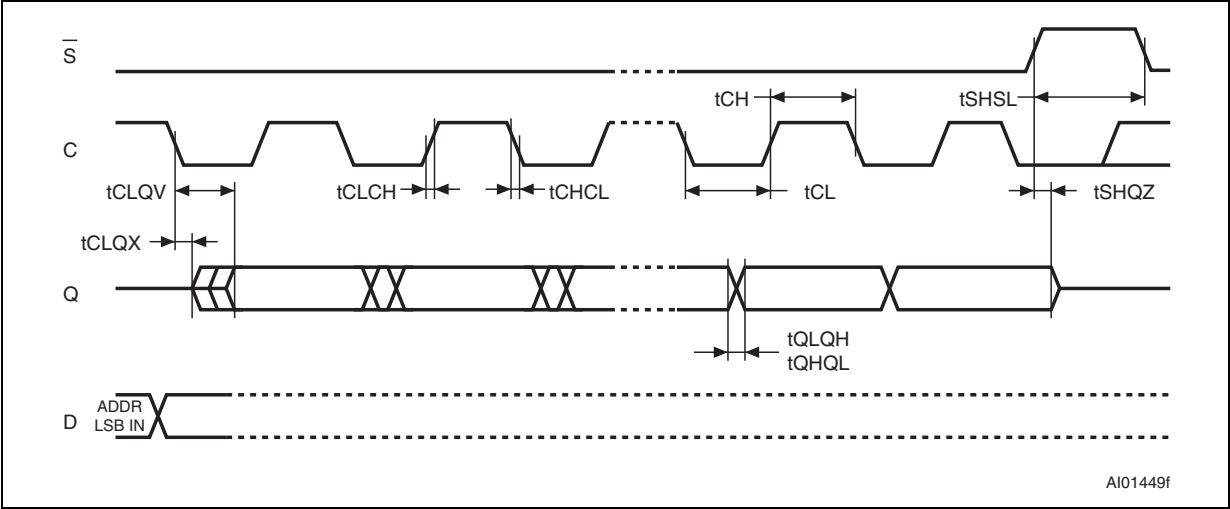 S̅
tCH
tSHSL
C
tCLQV
tCLCH
tCHCL
tCL
tSHQZ
tCLQX
Q
tQLQH
tQHQL
D
ADDR
LSB IN
AI01449f